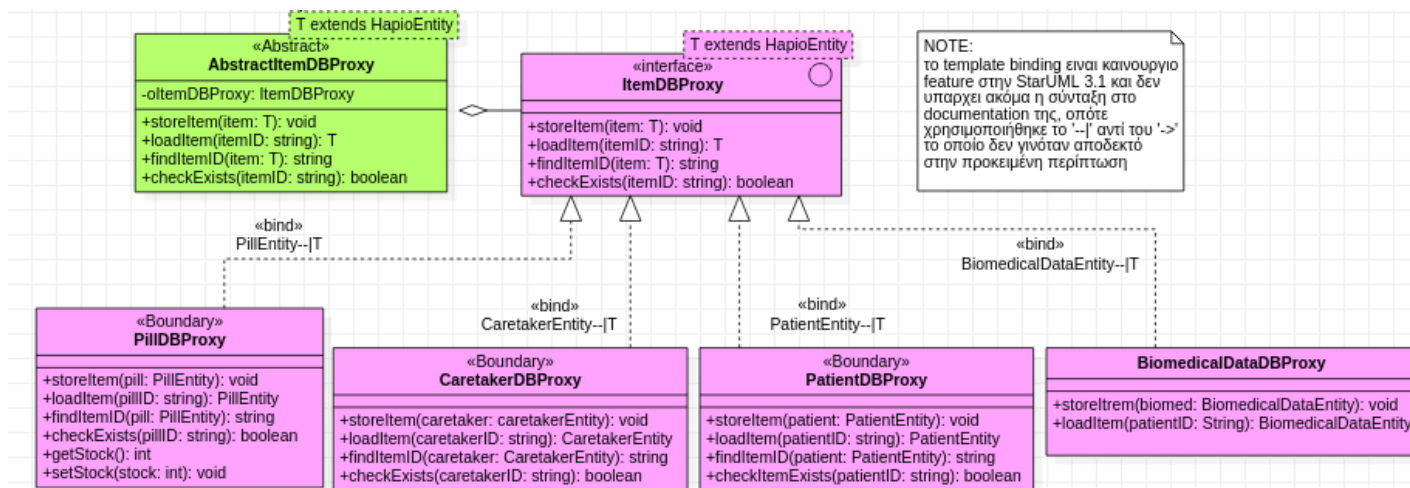 T extends HapioEntity
«Abstract»
AbstractItemDBProxy
-oItemDBProxy: ItemDBProxy
+storeItem(item: T): void
+loadItem(itemID: string): T
+findItemID(item: T): string
+checkExists(itemID: string): boolean
T extends HapioEntity
«interface»
ItemDBProxy
+storeItem(item: T): void
+loadItem(itemID: string): T
+findItemID(item: T): string
+checkExists(itemID: string): boolean
NOTE:
το template binding ειναι καινουργιο
feature στην StarUML 3.1 και δεν
υπαρχει ακόμα η σύνταξη στο
documentation της, οπότε
χρησιμοποιήθηκε το '--|' αντί του '->'
το οποίο δεν γινόταν αποδεκτό
στην προκειμένη περίπτωση
«bind»
PillEntity--|T
«bind»
CaretakerEntity--|T
«bind»
PatientEntity--|T
«bind»
BiomedicalDataEntity--|T
«Boundary»
PillDBProxy
+storeItem(pill: PillEntity): void
+loadItem(pillID: string): PillEntity
+findItemID(pill: PillEntity): string
+checkExists(pillID: string): boolean
+getStock(): int
+setStock(stock: int): void
«Boundary»
CaretakerDBProxy
+storeItem(caretaker: caretakerEntity): void
+loadItem(caretakerID: string): CaretakerEntity
+findItemID(caretaker: CaretakerEntity): string
+checkExists(caretakerID: string): boolean
«Boundary»
PatientDBProxy
+storeItem(patient: PatientEntity): void
+loadItem(patientID: string): PatientEntity
+findItemID(patient: PatientEntity): string
+checkItemExists(patientID: string): boolean
BiomedicalDataDBProxy
+storeItrem(biomed: BiomedicalDataEntity): void
+loadItem(patientID: String): BiomedicalDataEntity